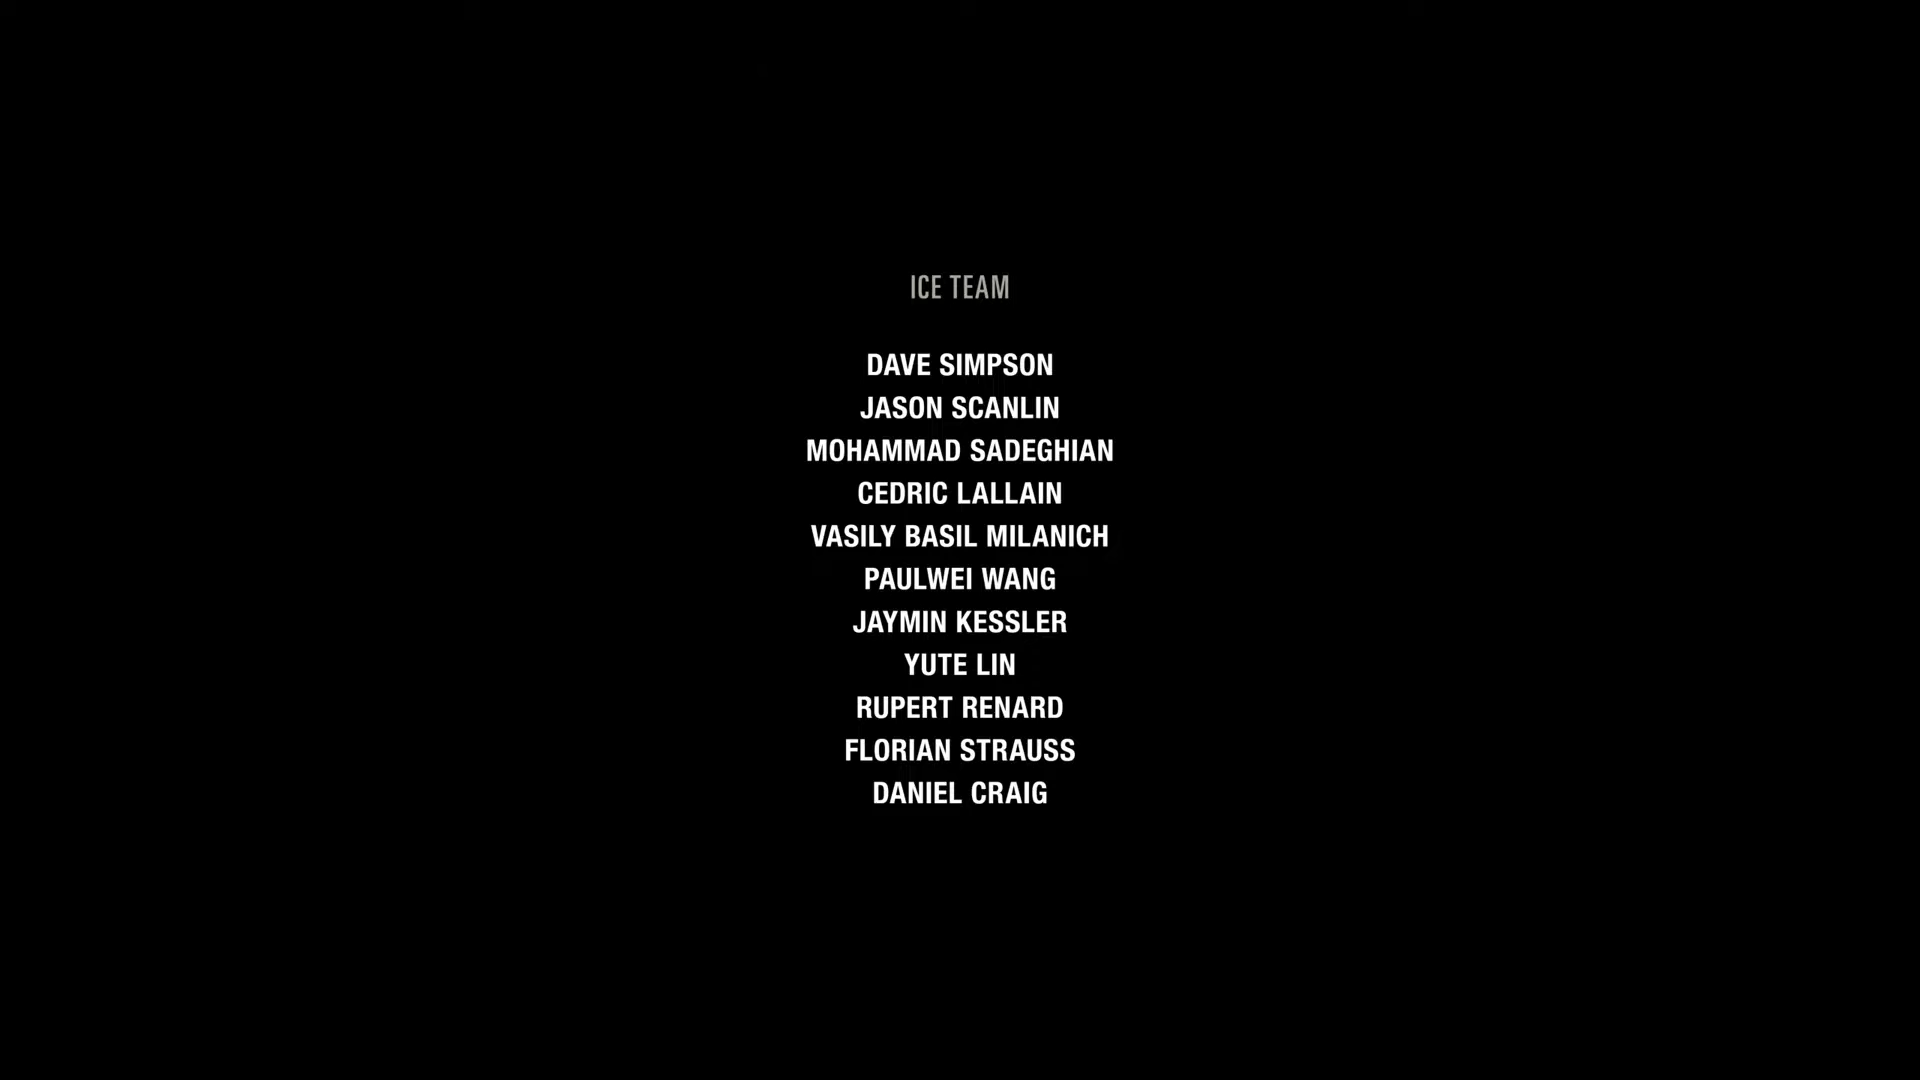 ICE TEAM
DAVE SIMPSON
JASON SCANLIN
MOHAMMAD SADEGHIAN
CEDRIC LALLAIN
VASILY BASIL MILANICH
PAULWEI WANG
JAYMIN KESSLER
YUTE LIN
RUPERT RENARD
FLORIAN STRAUSS
DANIEL CRAIG